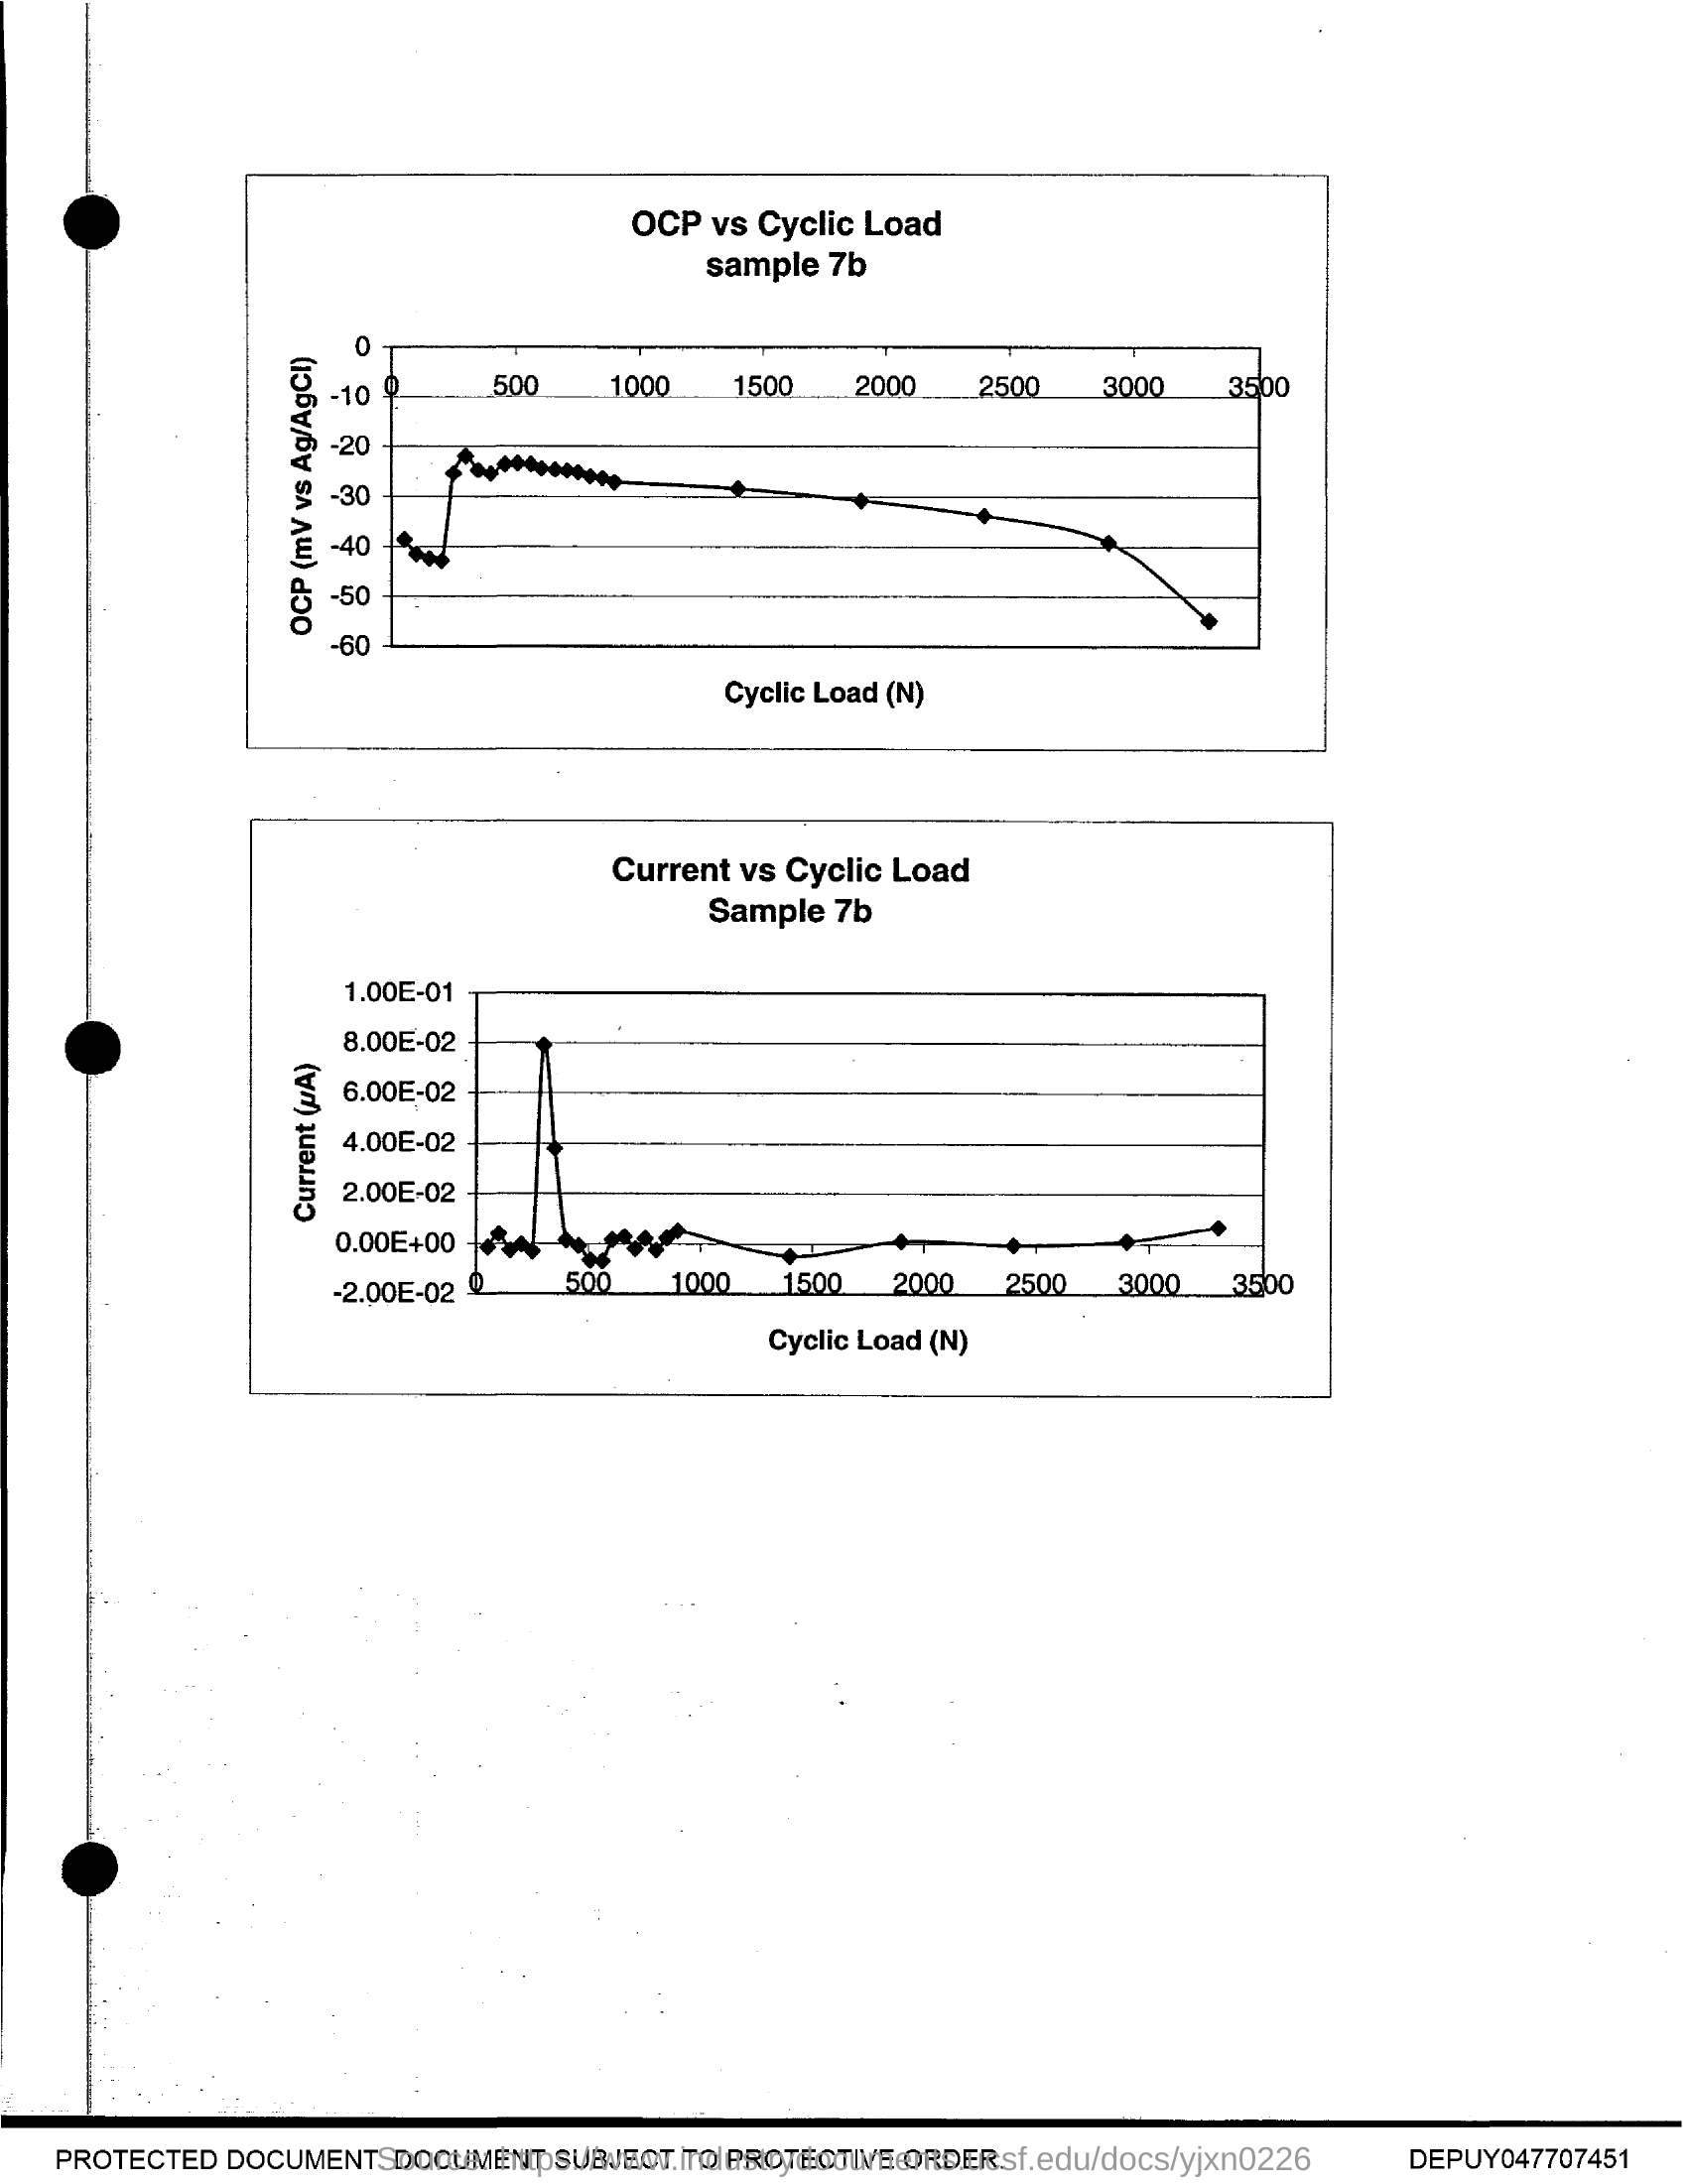 OCP vs Cyclic Load
sample 7b
OCP (mV vs Ag/AgCl)
0
-10
-20
-30
-40
-50
-60
0 500 1000 1500 2000 2500 3000 3500
Cyclic Load (N)
Current vs Cyclic Load
Sample 7b
Current (µA)
1.00E-01
8.00E-02
6.00E-02
4.00E-02
2.00E-02
0.00E+00
-2.00E-02
0 500 1000 1500 2000 2500 3000 3500
Cyclic Load (N)
PROTECTED DOCUMENT. DOCUMENT SUBJECT TO PROTECTIVE ORDER.
Source: https://www.industrydocuments.ucsf.edu/docs/yjxn0226
DEPUY047707451